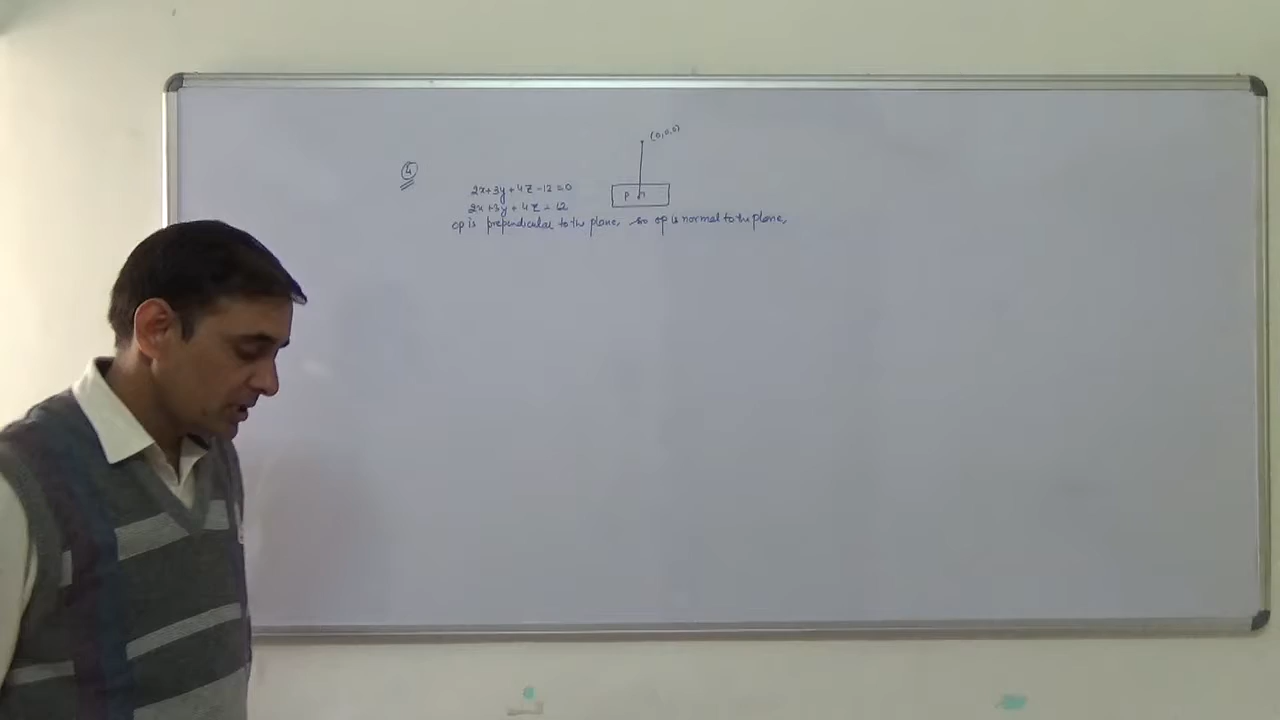 (0,0,0)
4
2x+3y+4z-12=0
P
2x+3y+4z=12
op is prependicular to the plane, so op is normal to the plane,